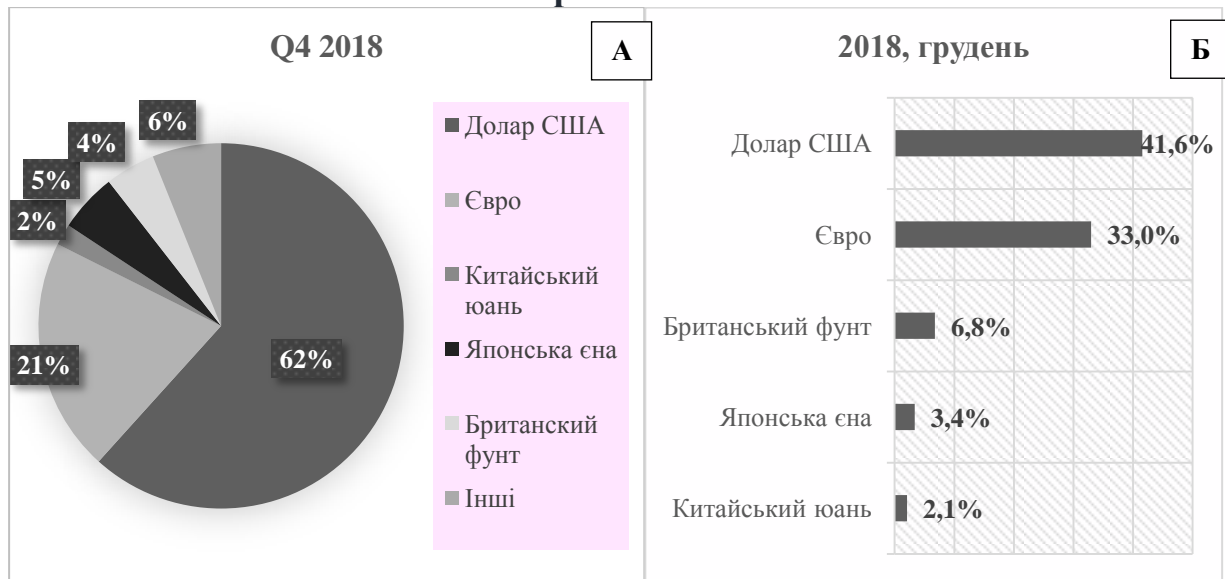 Q4 2018
А
6%
4%
5%
2%
21%
62%
Долар США
Євро
Китайський
юань
Японська єна
Британский
фунт
Інші
2018, грудень
Б
Долар США
41,6%
Євро
33,0%
Британський фунт
6,8%
Японська єна
3,4%
Китайський юань
2,1%